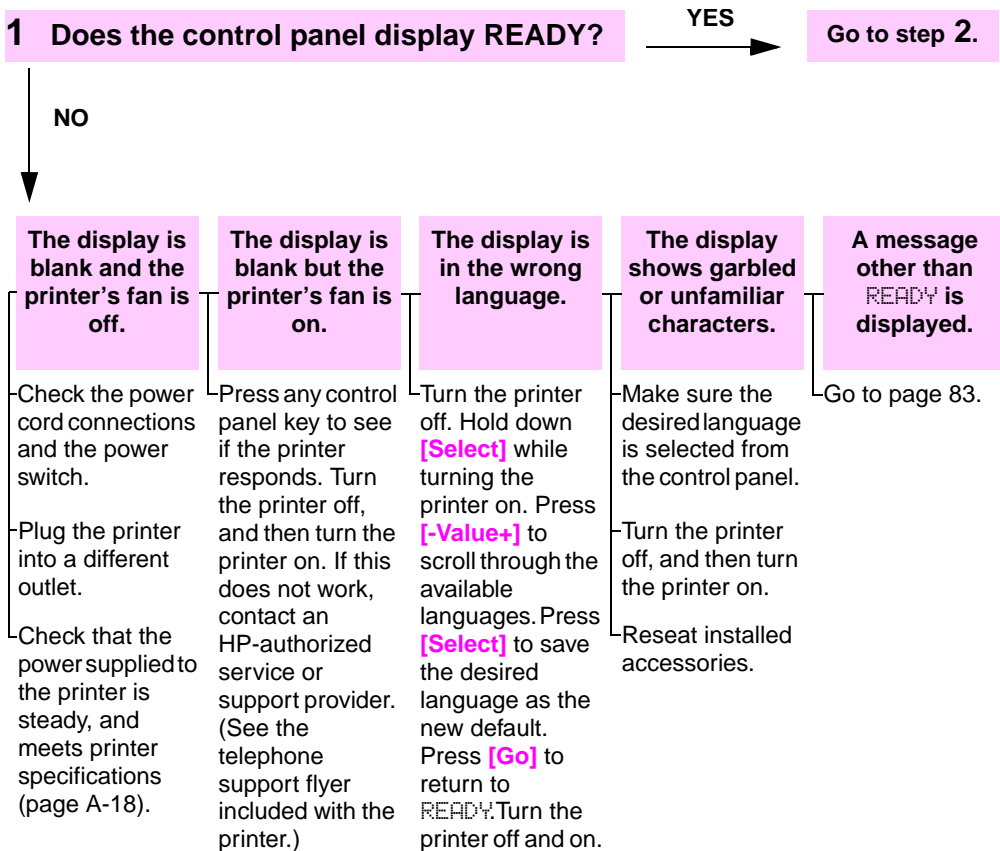 1 Does the control panel display READY?
YES
Go to step 2.
NO
The display is
blank and the
printer’s fan is
off.
Check the power
cord connections
and the power
switch.
Plug the printer
into a different
outlet.
Check that the
power supplied to
the printer is
steady, and
meets printer
specifications
(page A-18).
The display is
blank but the
printer’s fan is
on.
Press any control
panel key to see
if the printer
responds. Turn
the printer off,
and then turn the
printer on. If this
does not work,
contact an
HP-authorized
service or
support provider.
(See the
telephone
support flyer
included with the
printer.)
The display is
in the wrong
language.
Turn the printer
off. Hold down
[Select] while
turning the
printer on. Press
[-Value+] to
scroll through the
available
languages. Press
[Select] to save
the desired
language as the
new default.
Press [Go] to
return to
READY. Turn the
printer off and on.
The display
shows garbled
or unfamiliar
characters.
Make sure the
desired language
is selected from
the control panel.
Turn the printer
off, and then turn
the printer on.
Reseat installed
accessories.
A message
other than
READY is
displayed.
Go to page 83.